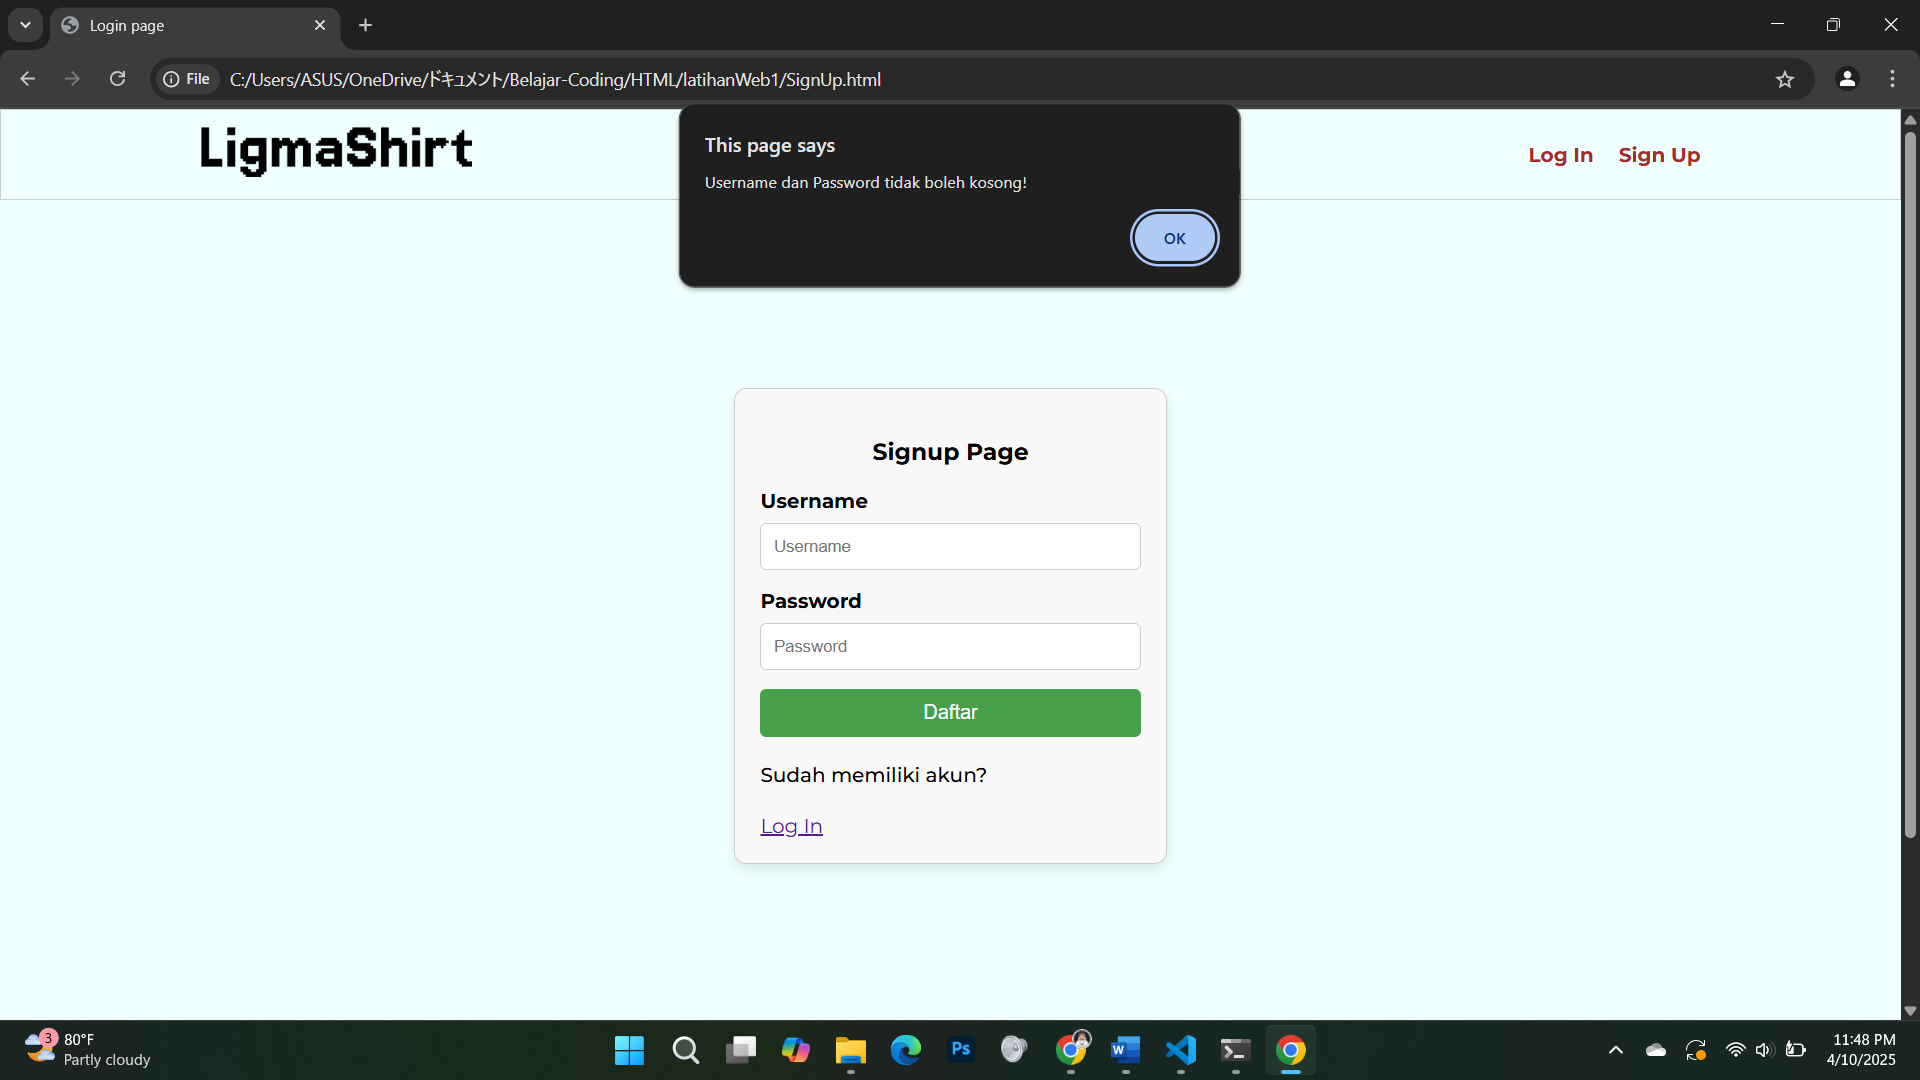 Login page
File
C:/Users/ASUS/OneDrive/ドキュメント/Belajar-Coding/HTML/latihanWeb1/SignUp.html
LigmaShirt
Log In
Sign Up
This page says
Username dan Password tidak boleh kosong!
OK
Signup Page
Username
Username
Password
Password
Daftar
Sudah memiliki akun?
Log In
3
80°F
Partly cloudy
Ps
W
11:48 PM
4/10/2025